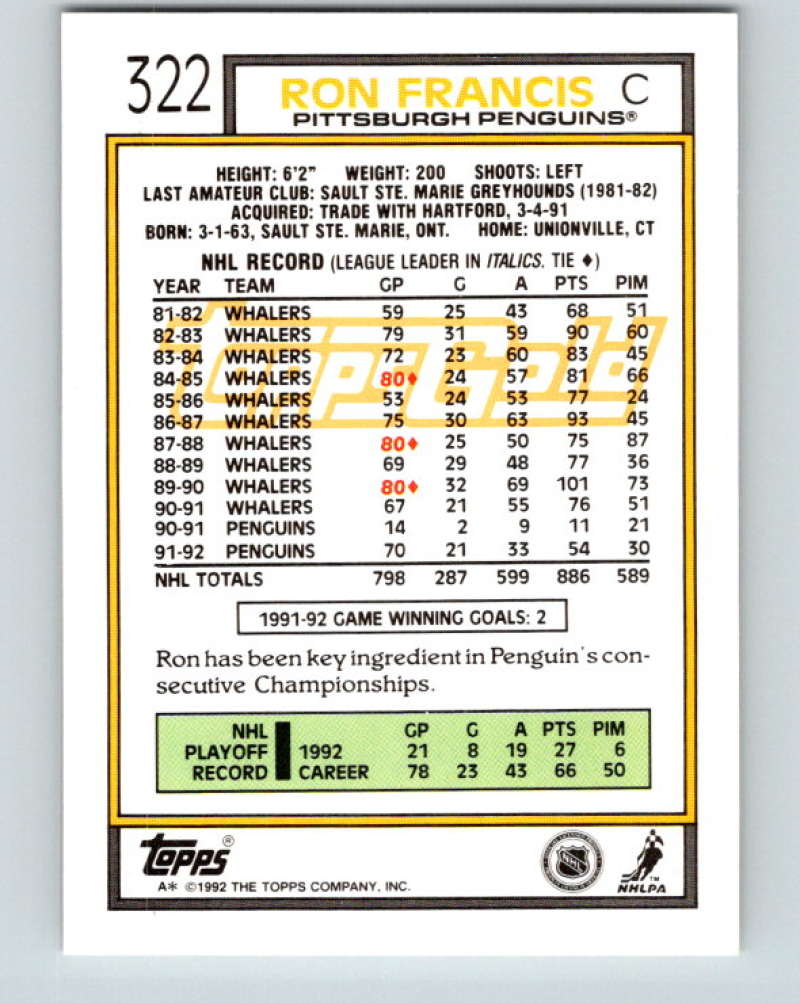 322
RON FRANCIS C
PITTSBURGH PENGUINS®
HEIGHT: 6'2" WEIGHT: 200 SHOOTS: LEFT
LAST AMATEUR CLUB: SAULT STE. MARIE GREYHOUNDS (1981-82)
ACQUIRED: TRADE WITH HARTFORD, 3-4-91
BORN: 3-1-63, SAULT STE. MARIE, ONT. HOME: UNIONVILLE, CT
NHL RECORD (LEAGUE LEADER IN ITALICS. TIE ♦)
YEAR TEAM GP G A PTS PIM
81-82 WHALERS 59 25 43 68 51
82-83 WHALERS 79 31 59 90 60
83-84 WHALERS 72 23 60 83 45
84-85 WHALERS 80♦ 24 57 81 66
85-86 WHALERS 53 24 53 77 24
86-87 WHALERS 75 30 63 93 45
87-88 WHALERS 80♦ 25 50 75 87
88-89 WHALERS 69 29 48 77 36
89-90 WHALERS 80♦ 32 69 101 73
90-91 WHALERS 67 21 55 76 51
90-91 PENGUINS 14 2 9 11 21
91-92 PENGUINS 70 21 33 54 30
NHL TOTALS 798 287 599 886 589
Topps Gold
1991-92 GAME WINNING GOALS: 2
Ron has been key ingredient in Penguin's con-
secutive Championships.
NHL GP G A PTS PIM
PLAYOFF 1992 21 8 19 27 6
RECORD CAREER 78 23 43 66 50
TOPPS®
A* ©1992 THE TOPPS COMPANY, INC.
NHL
TM
NHLPA